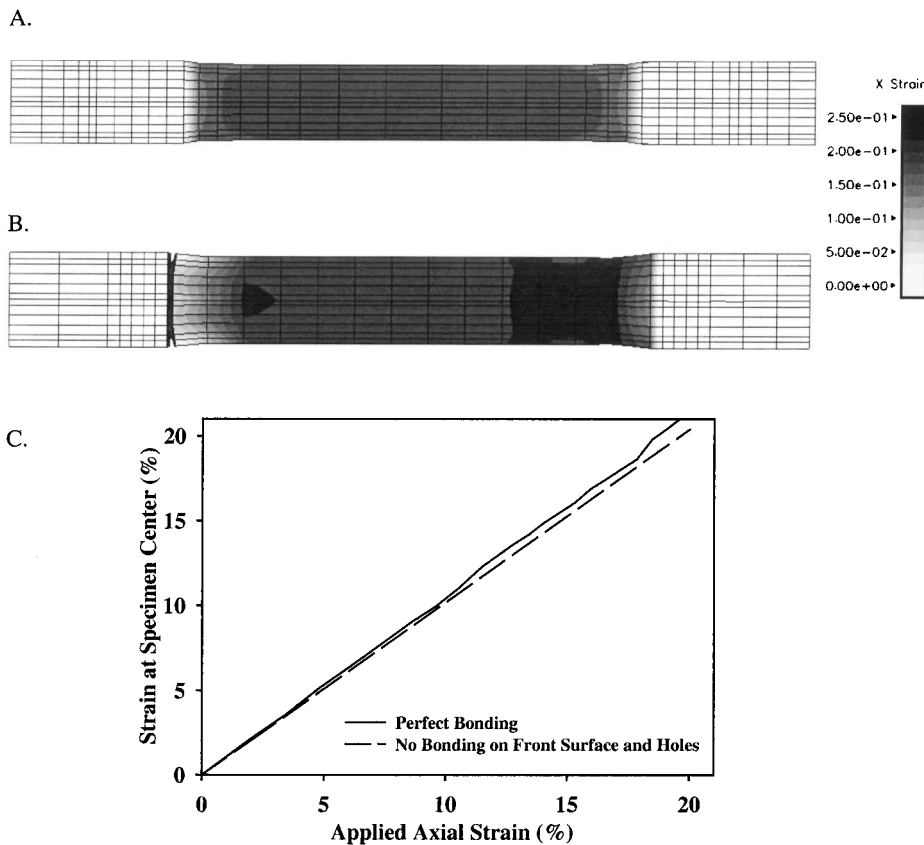 A.
X Strain
2.50e-01
2.00e-01
1.50e-01
1.00e-01
5.00e-02
0.00e+00
B.
C.
Strain at Specimen Center (%)
20
15
10
5
0
Perfect Bonding
No Bonding on Front Surface and Holes
0 5 10 15 20
Applied Axial Strain (%)